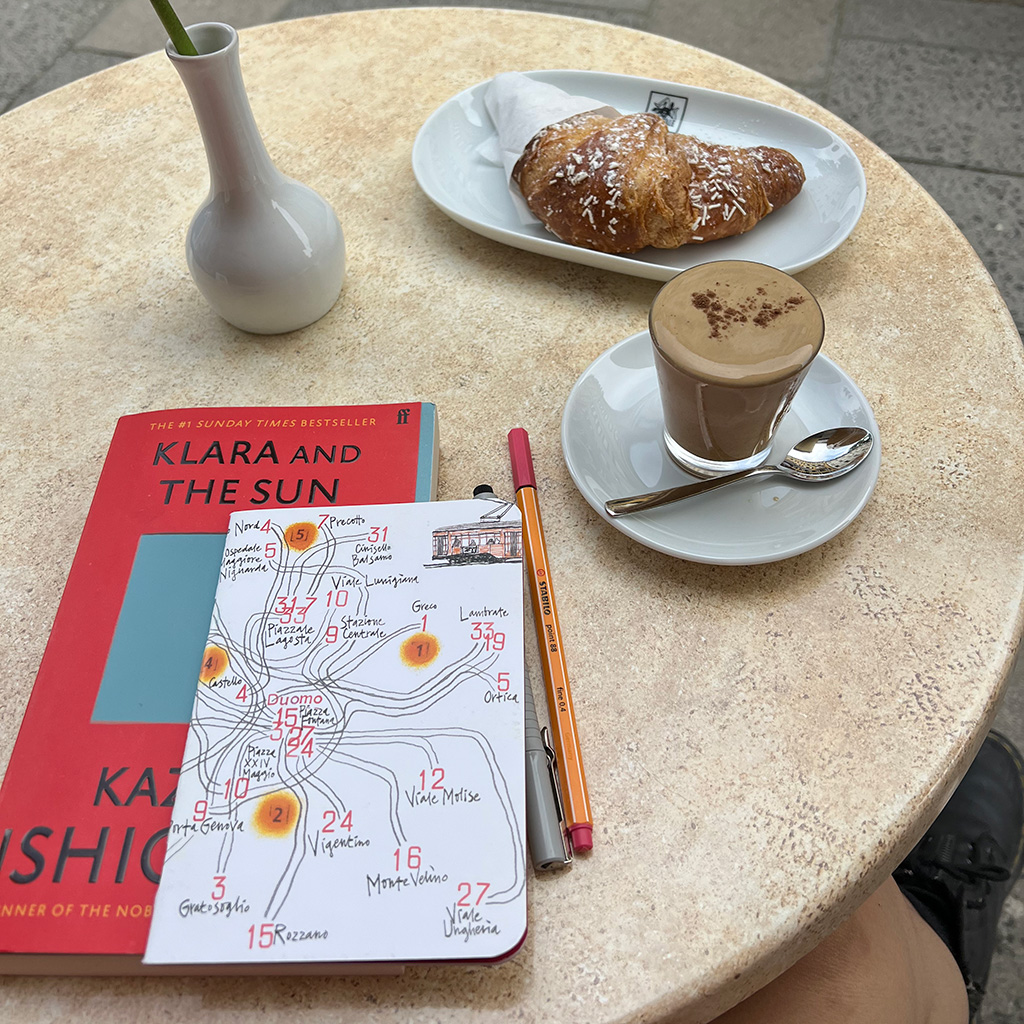 THE #1 SUNDAY TIMES BESTSELLER
ff
KLARA AND
THE SUN
KAZ
ISHIG
NNER OF THE NOB
Nord 4
7 Precotto
5
31
Cinisello
Balsamo
Ospedale
Maggiore
Niguarda
5
Viale Lunigiana
31 7
33
10
Piazzale
Lagosta
9
Stazione
Centrale
Greco
1
1
Lambrate
33
19
5
Ortica
4
Castello
4
Duomo
15
Piazza
Fontana
3
27
24
Piazza
XXIV
Maggio
10
9
Porta Genova
2
12
Viale Molise
24
Vigentino
16
Monte Velino
3
Gratosoglio
27
Viale
Ungheria
15 Rozzano
STABILO point 88 fine 0.4